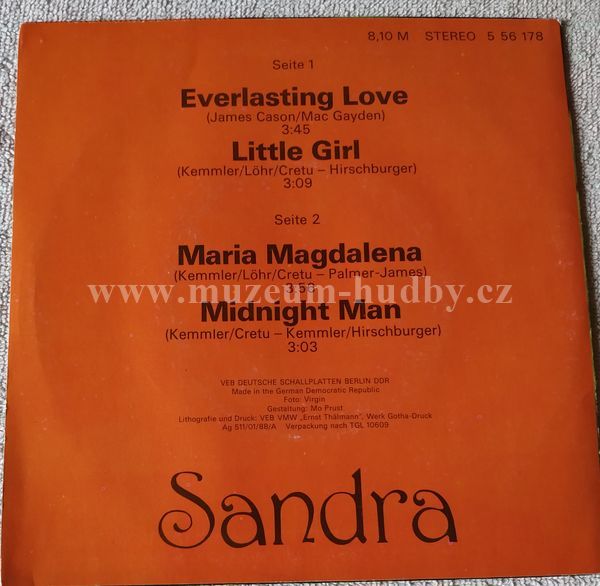 8,10 M STEREO 5 56 178
Seite 1
Everlasting Love
(James Cason/Mac Gayden)
3:45
Little Girl
(Kemmler/Löhr/Cretu – Hirschburger)
3:09
Seite 2
Maria Magdalena
(Kemmler/Löhr/Cretu – Palmer-James)
3:58
www.muzeum-hudby.cz
Midnight Man
(Kemmler/Cretu – Kemmler/Hirschburger)
3:03
VEB DEUTSCHE SCHALLPLATTEN BERLIN DDR
Made in the German Democratic Republic
Foto: Virgin
Gestaltung: Mo Prust
Lithografie und Druck: VEB VMW „Ernst Thälmann", Werk Gotha-Druck
Ag 511/01/88/A Verpackung nach TGL 10609
Sandra